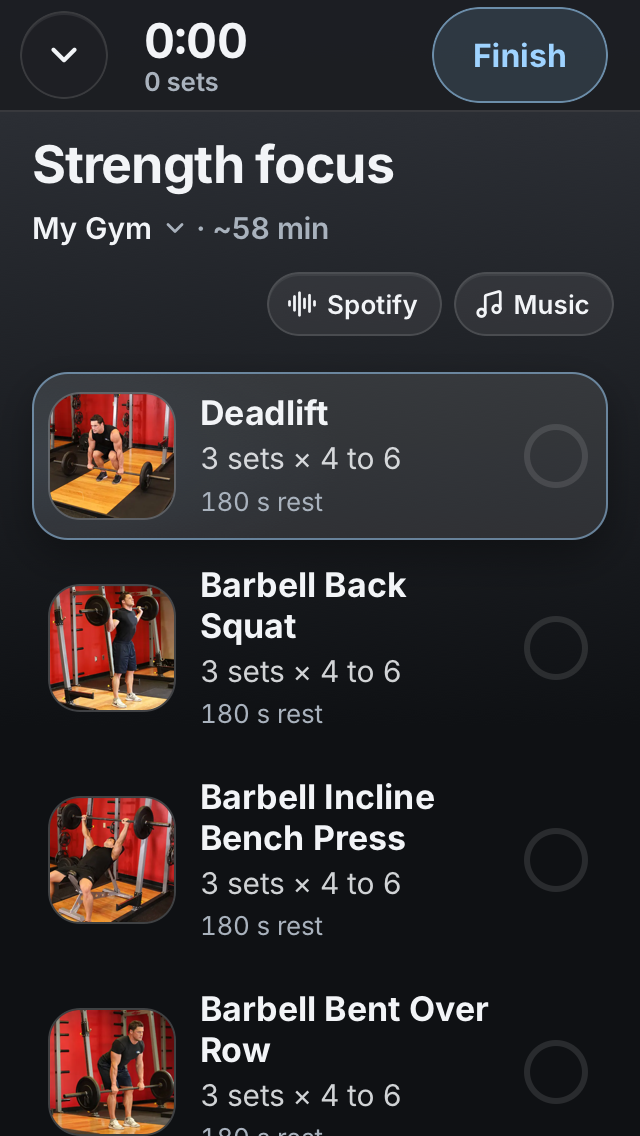 0:00
0 sets
Finish
Strength focus
My Gym · ~58 min
Spotify
Music
Deadlift
3 sets × 4 to 6
180 s rest
Barbell Back
Squat
3 sets × 4 to 6
180 s rest
Barbell Incline
Bench Press
3 sets × 4 to 6
180 s rest
Barbell Bent Over
Row
3 sets × 4 to 6
180 s rest